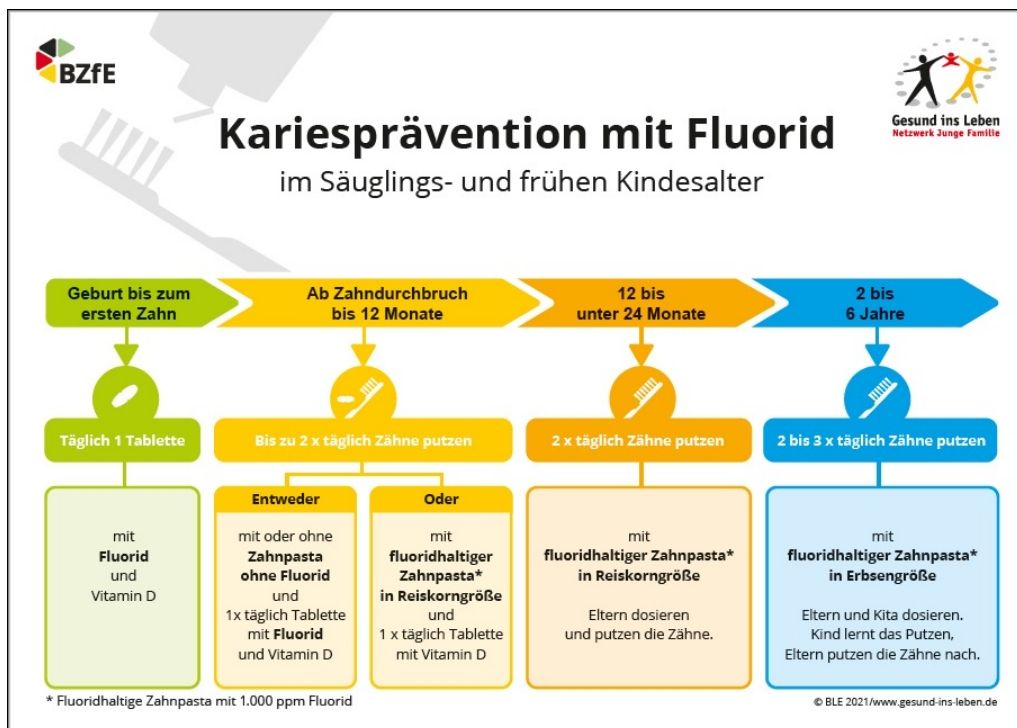 BZfE
Gesund ins Leben
Netzwerk Junge Familie
Kariesprävention mit Fluorid
im Säuglings- und frühen Kindesalter
Geburt bis zum
ersten Zahn
Ab Zahndurchbruch
bis 12 Monate
12 bis
unter 24 Monate
2 bis
6 Jahre
Täglich 1 Tablette
Bis zu 2 x täglich Zähne putzen
2 x täglich Zähne putzen
2 bis 3 x täglich Zähne putzen
mit
Fluorid
und
Vitamin D
Entweder
mit oder ohne
Zahnpasta
ohne Fluorid
und
1x täglich Tablette
mit Fluorid
und Vitamin D
Oder
mit
fluoridhaltiger
Zahnpasta*
in Reiskorngröße
und
1 x täglich Tablette
mit Vitamin D
mit
fluoridhaltiger Zahnpasta*
in Reiskorngröße
Eltern dosieren
und putzen die Zähne.
mit
fluoridhaltiger Zahnpasta*
in Erbsengröße
Eltern und Kita dosieren.
Kind lernt das Putzen,
Eltern putzen die Zähne nach.
* Fluoridhaltige Zahnpasta mit 1.000 ppm Fluorid
© BLE 2021/www.gesund-ins-leben.de